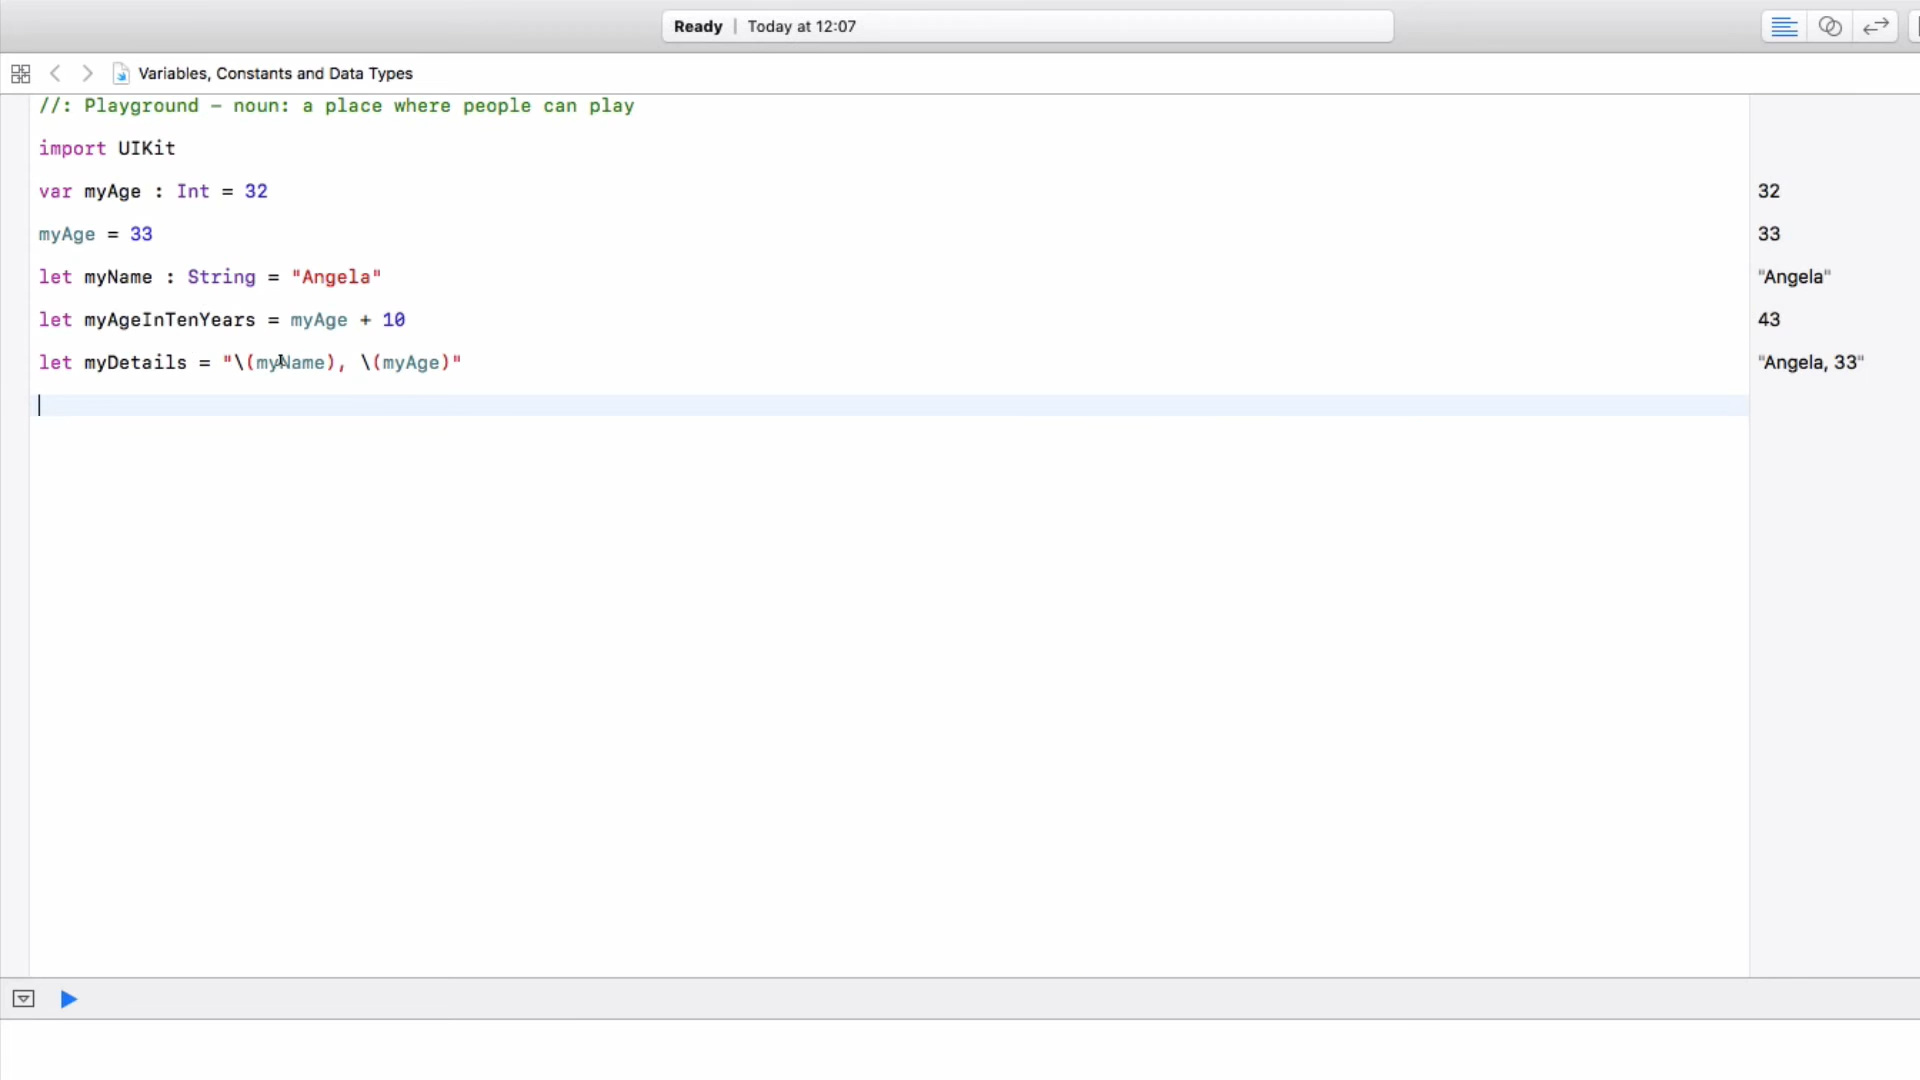 Ready | Today at 12:07
Variables, Constants and Data Types
//: Playground – noun: a place where people can play
import UIKit
var myAge : Int = 32
32
myAge = 33
33
let myName : String = "Angela"
"Angela"
let myAgeInTenYears = myAge + 10
43
let myDetails = "\(myName), \(myAge)"
"Angela, 33"